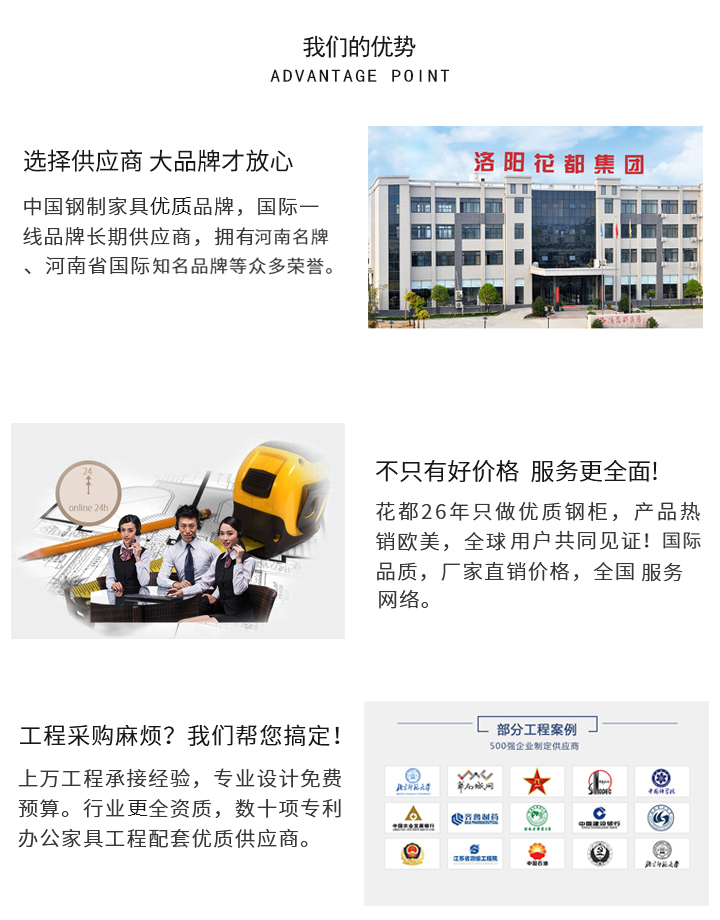 我们的优势
ADVANTAGE POINT
选择供应商 大品牌才放心
中国钢制家具优质品牌，国际一
线品牌长期供应商，拥有河南名牌
、河南省国际知名品牌等众多荣誉。
洛阳花都集团
24
online 24h
不只有好价格 服务更全面!
花都26年只做优质钢柜，产品热
销欧美，全球用户共同见证！国际
品质，厂家直销价格，全国 服务
网络。
工程采购麻烦？我们帮您搞定！
上万工程承接经验，专业设计免费
预算。行业更全资质，数十项专利
办公家具工程配套优质供应商。
部分工程案例
500强企业制定供应商
北京师范大学
Sinopec
中国科学院
中国农业发展银行
齐鲁制药
中国建设银行
江苏省测绘工程院
中国石油
北京师范大学